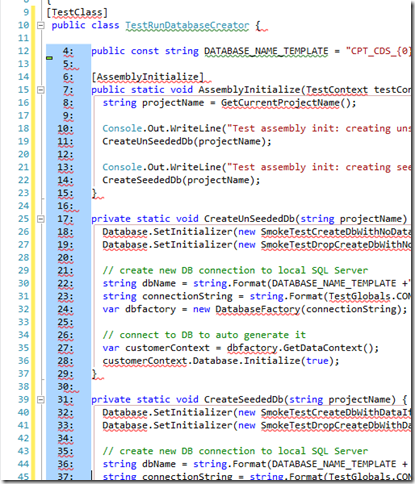 {
9 [TestClass]
10 public class TestRunDatabaseCreator {
11
12 4: public const string DATABASE_NAME_TEMPLATE = "CPT_CDS_{0}
13 5:
14 6: [AssemblyInitialize]
15 7: public static void AssemblyInitialize(TestContext testCon
16 8: string projectName = GetCurrentProjectName();
17 9:
18 10: Console.Out.WriteLine("Test assembly init: creating uns
19 11: CreateUnSeededDb(projectName);
20 12:
21 13: Console.Out.WriteLine("Test assembly init: creating see
22 14: CreateSeededDb(projectName);
23 15: }
24 16:
25 17: private static void CreateUnSeededDb(string projectName)
26 18: Database.SetInitializer(new SmokeTestCreateDbWithNoData
27 19: Database.SetInitializer(new SmokeTestDropCreateDbWithNo
28 20:
29 21: // create new DB connection to local SQL Server
30 22: string dbName = string.Format(DATABASE_NAME_TEMPLATE +"
31 23: string connectionString = string.Format(TestGlobals.CON
32 24: var dbfactory = new DatabaseFactory(connectionString);
33 25:
34 26: // connect to DB to auto generate it
35 27: var customerContext = dbfactory.GetDataContext();
36 28: customerContext.Database.Initialize(true);
37 29: }
38 30:
39 31: private static void CreateSeededDb(string projectName) {
40 32: Database.SetInitializer(new SmokeTestCreateDbWithDataIf
41 33: Database.SetInitializer(new SmokeTestDropCreateDbWithDa
42 34:
43 35: // create new DB connection to local SQL Server
44 36: string dbName = string.Format(DATABASE_NAME_TEMPLATE +
45 37: string connectionString = string.Format(TestGlobals.CON